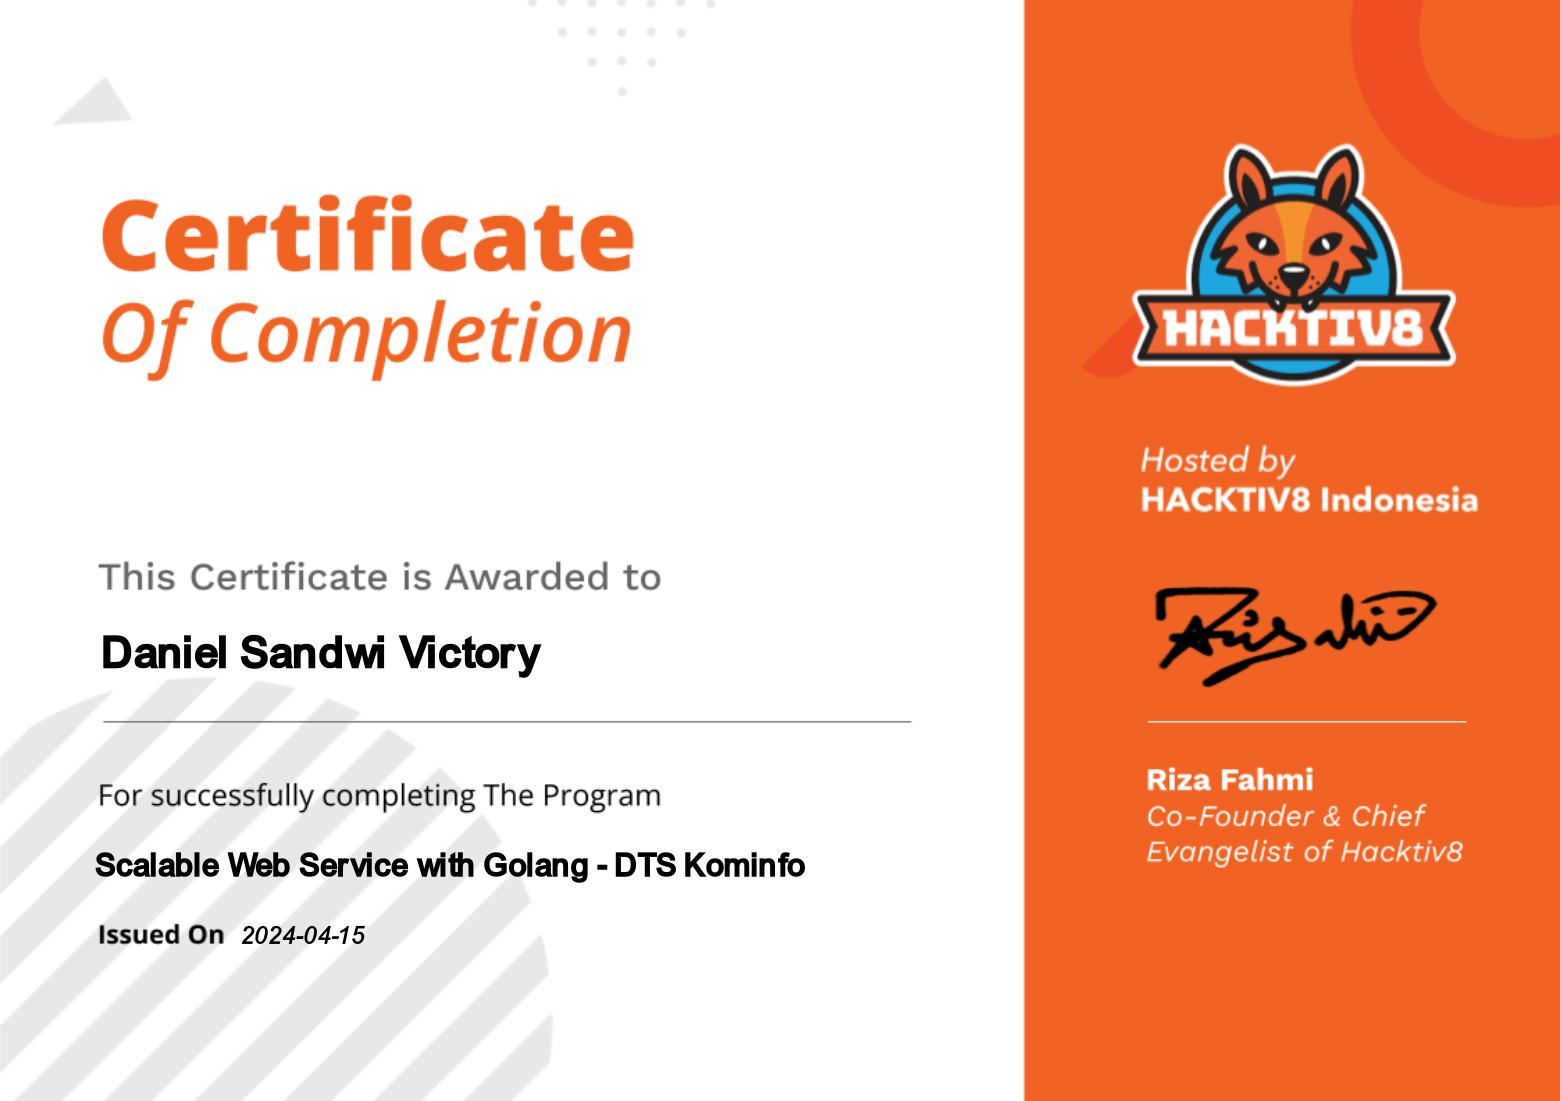 Certificate
Of Completion
This Certificate is Awarded to
Daniel Sandwi Victory
For successfully completing The Program
Scalable Web Service with Golang - DTS Kominfo
Issued On 2024-04-15
HACKTIV8
Hosted by
HACKTIV8 Indonesia
Riza Fahmi
Co-Founder & Chief
Evangelist of Hacktiv8